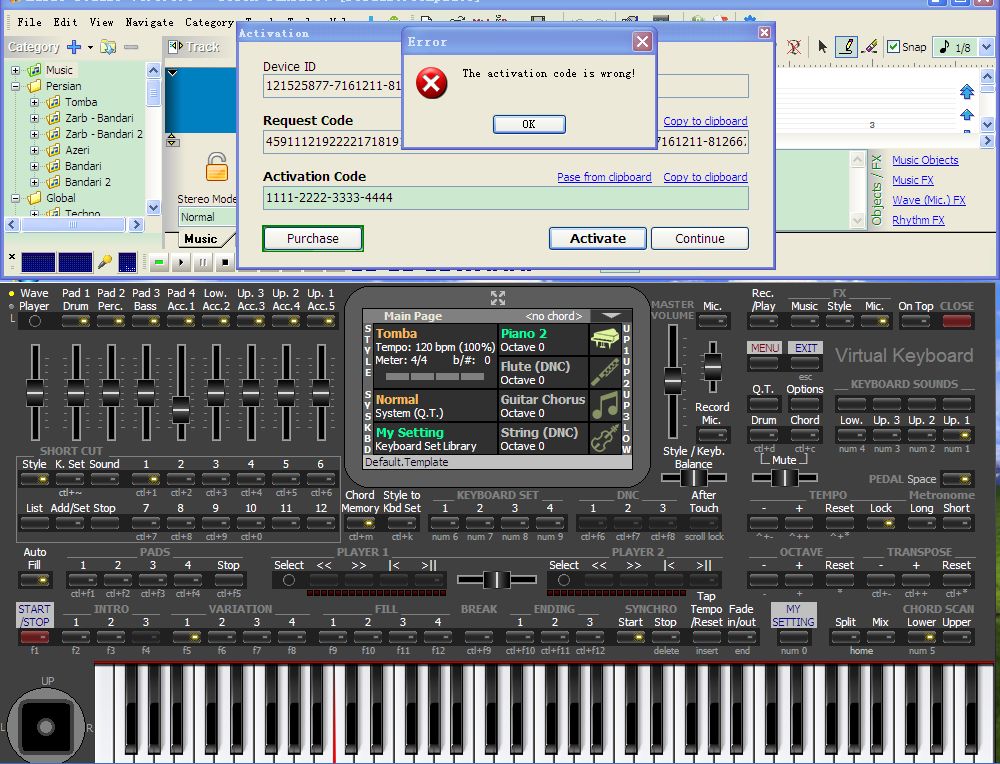 File Edit View Navigate Category
Category
Track
Snap
1/8
Music
Persian
Tomba
Zarb - Bandari
Zarb - Bandari 2
Azeri
Bandari
Bandari 2
Global
Techno
Stereo Mode
Normal
Music
3
Objects / FX
Music Objects
Music FX
Wave (Mic.) FX
Rhythm FX
Activation
Device ID
121525877-7161211-81
Request Code
Copy to clipboard
Activation Code
Pase from clipboard
Copy to clipboard
1111-2222-3333-4444
Purchase
Activate
Continue
Error
The activation code is wrong!
OK
Wave Player
Pad 1 Drum
Pad 2 Perc.
Pad 3 Bass
Pad 4 Acc.1
Low. Acc.2
Up. 3 Acc.3
Up. 2 Acc.4
Up. 1 Acc.5
L
Main Page
<no chord>
STYLE
Tomba
Tempo: 120 bpm (100%)
Meter: 4/4 b/#: 0
SYS
Normal
System (Q.T.)
KBD
My Setting
Keyboard Set Library
Piano 2
Octave 0
Flute (DNC)
Octave 0
Guitar Chorus
Octave 0
String (DNC)
Octave 0
UP1 UP2 UP3 LOW
Default.Template
MASTER VOLUME
Mic.
Record Mic.
Style / Keyb. Balance
After Touch
scroll lock
Rec. /Play
FX
Music Style Mic.
On Top
CLOSE
MENU
EXIT
esc
Virtual Keyboard
Q.T. Options
KEYBOARD SOUNDS
Drum Chord
ctl+d ctl+c
Low. Up. 3 Up. 2 Up. 1
num 4 num 3 num 2 num 1
Mute
PEDAL Space
TEMPO
Metronome
- + Reset Lock Long Short
^+- ^++ ^+*
OCTAVE
TRANSPOSE
- + Reset - + Reset
- + * ctl+- ctl++ ctl+*
SHORT CUT
Style K. Set Sound 1 2 3 4 5 6
ctl+~ ctl+1 ctl+2 ctl+3 ctl+4 ctl+5 ctl+6
List Add/Set Stop 7 8 9 10 11 12
ctl+7 ctl+8 ctl+9 ctl+0
Chord Memory
ctl+m
Style to Kbd Set
ctl+k
KEYBOARD SET
1 2 3 4
num 6 num 7 num 8 num 9
DNC
1 2 3
ctl+f6 ctl+f7 ctl+f8
Auto Fill
PADS
1 2 3 4 Stop
ctl+f1 ctl+f2 ctl+f3 ctl+f4 ctl+f5
PLAYER 1
Select << >> |< >||
PLAYER 2
Select << >> |< >||
START /STOP
f1
INTRO
1 2 3
f2 f3 f4
VARIATION
1 2 3 4
f5 f6 f7 f8
FILL
1 2 3 4
f9 f10 f11 f12
BREAK
ctl+f9
ENDING
1 2 3
ctl+f10 ctl+f11 ctl+f12
SYNCHRO
Start Stop
delete
Tap Tempo /Reset
insert
Fade in/out
end
MY SETTING
num 0
Split Mix
home
CHORD SCAN
Lower Upper
num 5
UP
L
R